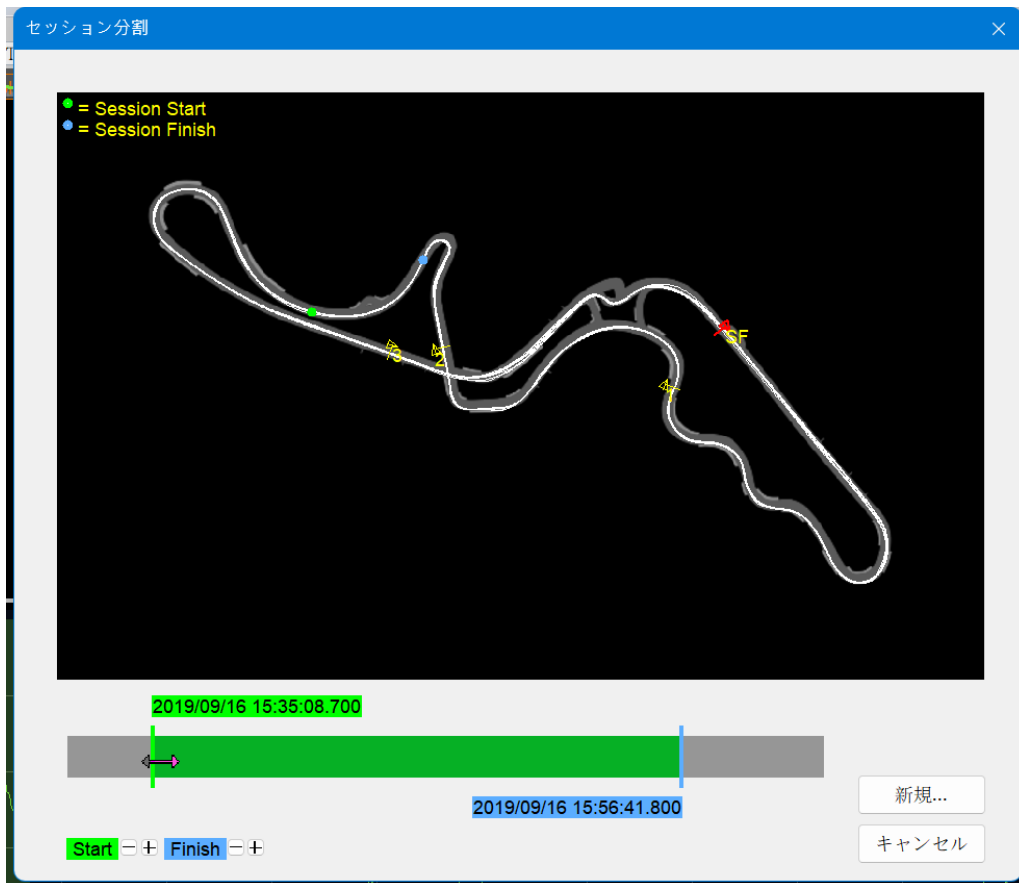 セッション分割
= Session Start
= Session Finish
3
2
SF
1
2019/09/16 15:35:08.700
2019/09/16 15:56:41.800
新規...
Start − + Finish − +
キャンセル